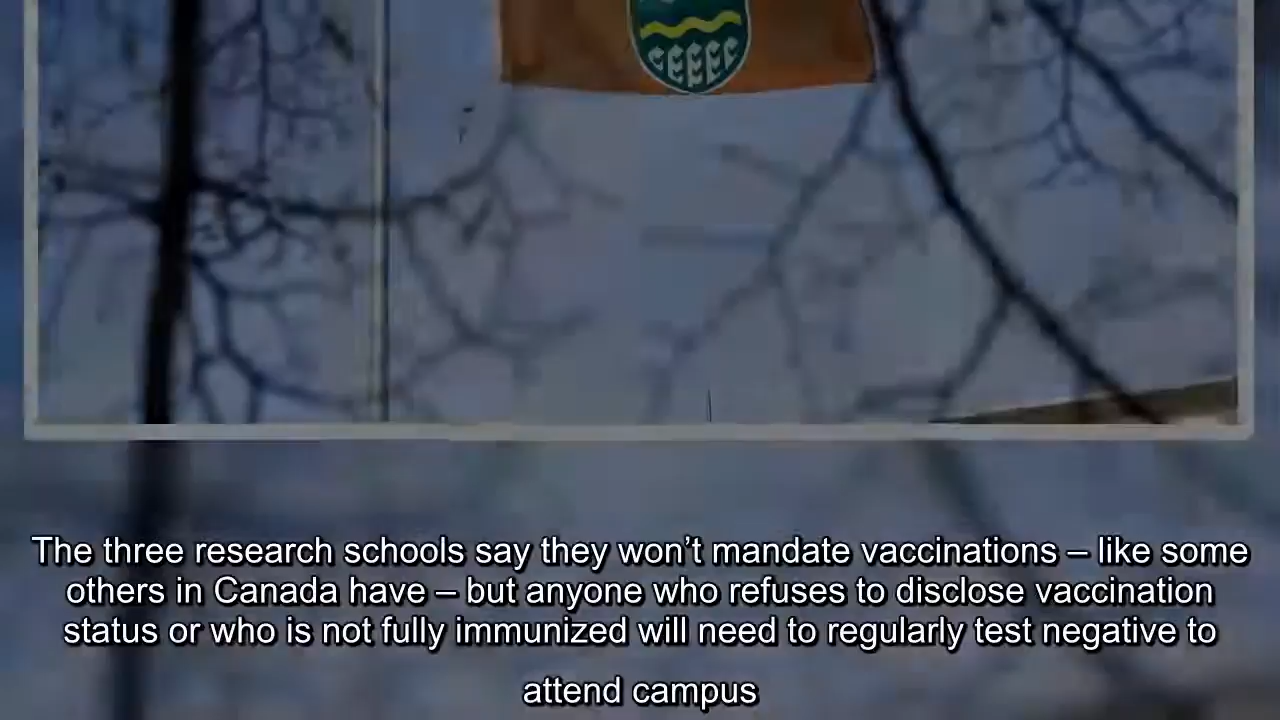 The three research schools say they won’t mandate vaccinations – like some
others in Canada have – but anyone who refuses to disclose vaccination
status or who is not fully immunized will need to regularly test negative to
attend campus